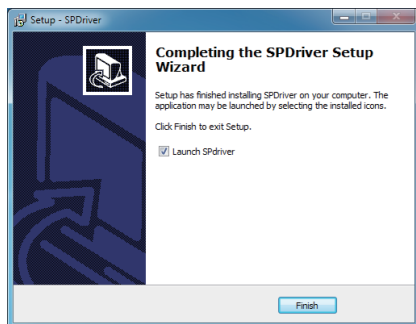 Setup - SPDriver
Completing the SPDriver Setup
Wizard
Setup has finished installing SPDriver on your computer. The
application may be launched by selecting the installed icons.
Click Finish to exit Setup.
Launch SPdriver
Finish